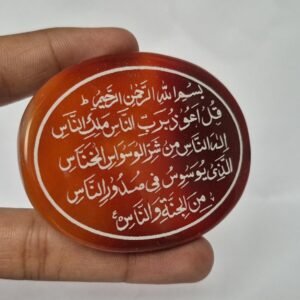 بسم الله الرحمن الرحيم
قل اعوذ برب الناس ملك الناس
اله الناس من شر الوسواس الخناس
الذي يوسوس في صدور الناس
من الجنة والناس